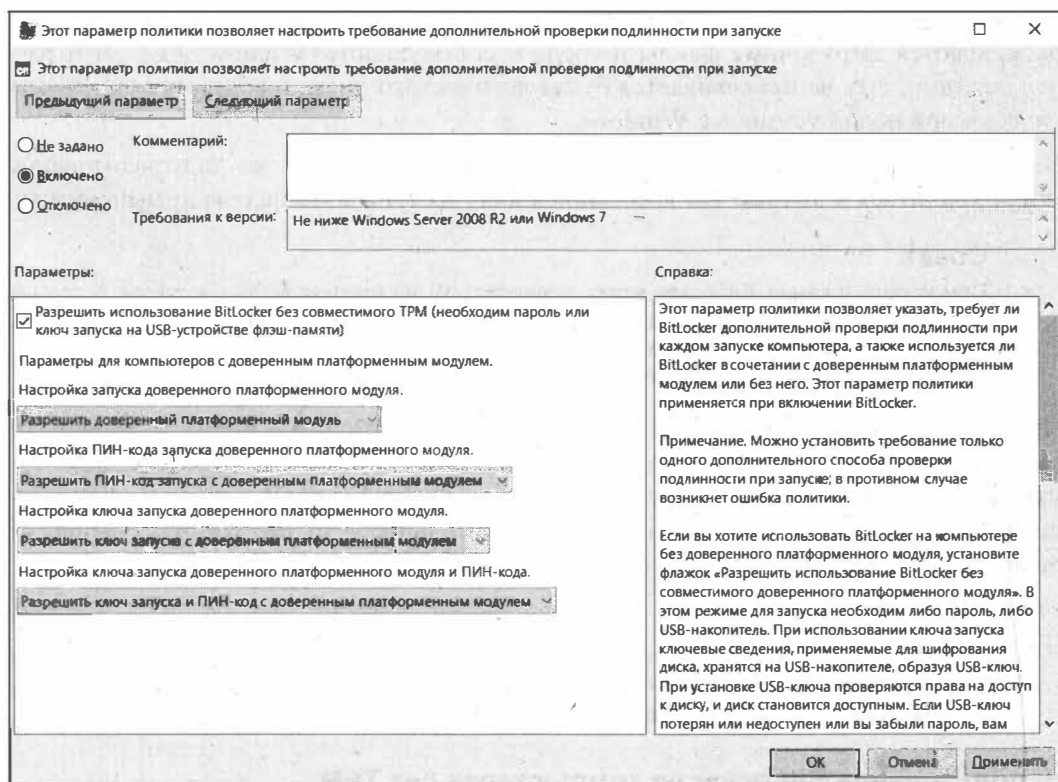 Этот параметр политики позволяет настроить требование дополнительной проверки подлинности при запуске
Этот параметр политики позволяет настроить требование дополнительной проверки подлинности при запуске
Предыдущий параметр
Следующий параметр
Не задано
Включено
Отключено
Комментарий:
Требования к версии:
Не ниже Windows Server 2008 R2 или Windows 7
Параметры:
Разрешить использование BitLocker без совместимого TPM (необходим пароль или
ключ запуска на USB-устройстве флэш-памяти)
Параметры для компьютеров с доверенным платформенным модулем.
Настройка запуска доверенного платформенного модуля.
Разрешить доверенный платформенный модуль
Настройка ПИН-кода запуска доверенного платформенного модуля.
Разрешить ПИН-код запуска с доверенным платформенным модулем
Настройка ключа запуска доверенного платформенного модуля.
Разрешить ключ запуска с доверенным платформенным модулем
Настройка ключа запуска доверенного платформенного модуля и ПИН-кода.
Разрешить ключ запуска и ПИН-код с доверенным платформенным модулем
Справка:
Этот параметр политики позволяет указать, требует ли
BitLocker дополнительной проверки подлинности при
каждом запуске компьютера, а также используется ли
BitLocker в сочетании с доверенным платформенным
модулем или без него. Этот параметр политики
применяется при включении BitLocker.
Примечание. Можно установить требование только
одного дополнительного способа проверки
подлинности при запуске; в противном случае
возникнет ошибка политики.
Если вы хотите использовать BitLocker на компьютере
без доверенного платформенного модуля, установите
флажок «Разрешить использование BitLocker без
совместимого доверенного платформенного модуля». В
этом режиме для запуска необходим либо пароль, либо
USB-накопитель. При использовании ключа запуска
ключевые сведения, применяемые для шифрования
диска, хранятся на USB-накопителе, образуя USB-ключ.
При установке USB-ключа проверяются права на доступ
к диску, и диск становится доступным. Если USB-ключ
потерян или недоступен или вы забыли пароль, вам
ОК
Отмена
Применить